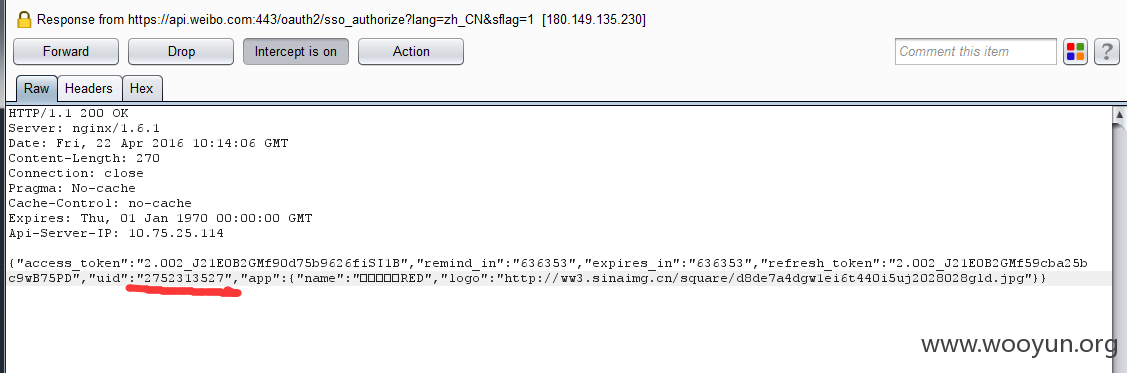 Response from https://api.weibo.com:443/oauth2/sso_authorize?lang=zh_CN&sflag=1 [180.149.135.230]
Forward Drop Intercept is on Action Comment this item ?
Raw Headers Hex
HTTP/1.1 200 OK
Server: nginx/1.6.1
Date: Fri, 22 Apr 2016 10:14:06 GMT
Content-Length: 270
Connection: close
Pragma: No-cache
Cache-Control: no-cache
Expires: Thu, 01 Jan 1970 00:00:00 GMT
Api-Server-IP: 10.75.25.114
{"access_token":"2.002_J21E0B2GMf90d75b9626fiSI1B","remind_in":"636353","expires_in":"636353","refresh_token":"2.002_J21E0B2GMf59cba25b
c9wB75PD","uid":"2752313527","app":{"name":"□□□□□RED","logo":"http://ww3.sinaimg.cn/square/d8de7a4dgw1ei6t440i5uj2028028g1d.jpg"}}
www.wooyun.org